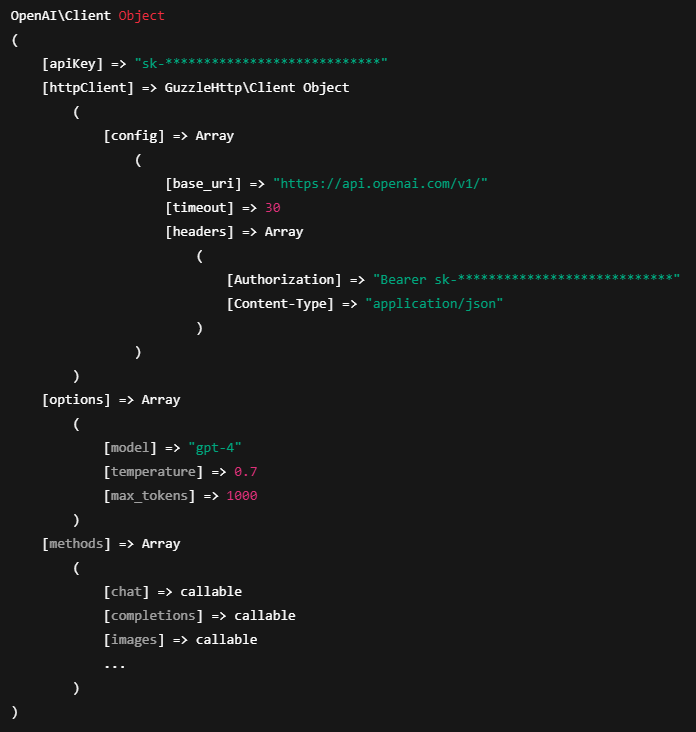 OpenAI\Client Object
(
    [apiKey] => "sk-****************************"
    [httpClient] => GuzzleHttp\Client Object
        (
            [config] => Array
                (
                    [base_uri] => "https://api.openai.com/v1/"
                    [timeout] => 30
                    [headers] => Array
                        (
                            [Authorization] => "Bearer sk-****************************"
                            [Content-Type] => "application/json"
                        )
                )
        )
    [options] => Array
        (
            [model] => "gpt-4"
            [temperature] => 0.7
            [max_tokens] => 1000
        )
    [methods] => Array
        (
            [chat] => callable
            [completions] => callable
            [images] => callable
            ...
        )
)